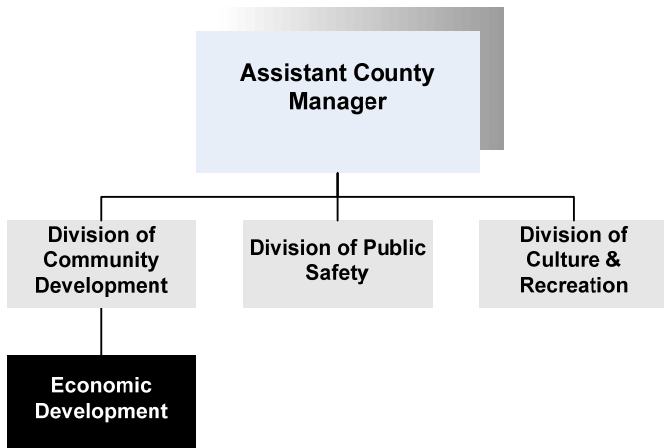 Assistant County
Manager
Division of
Community
Development
Division of Public
Safety
Division of
Culture &
Recreation
Economic
Development